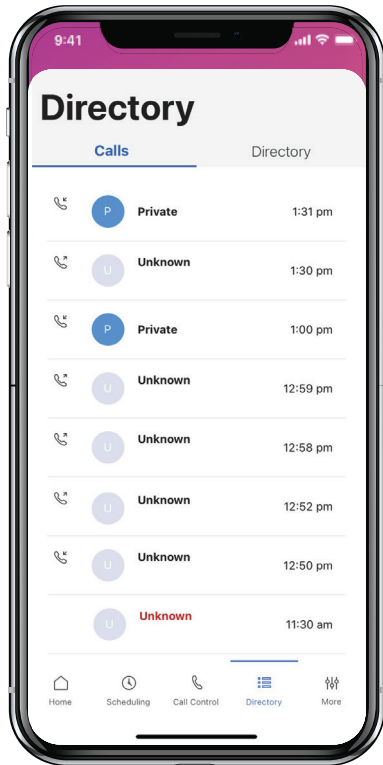 9:41
Directory
Calls Directory
P Private 1:31 pm
U Unknown 1:30 pm
P Private 1:00 pm
U Unknown 12:59 pm
U Unknown 12:58 pm
U Unknown 12:52 pm
U Unknown 12:50 pm
U Unknown 11:30 am
Home Scheduling Call Control Directory More